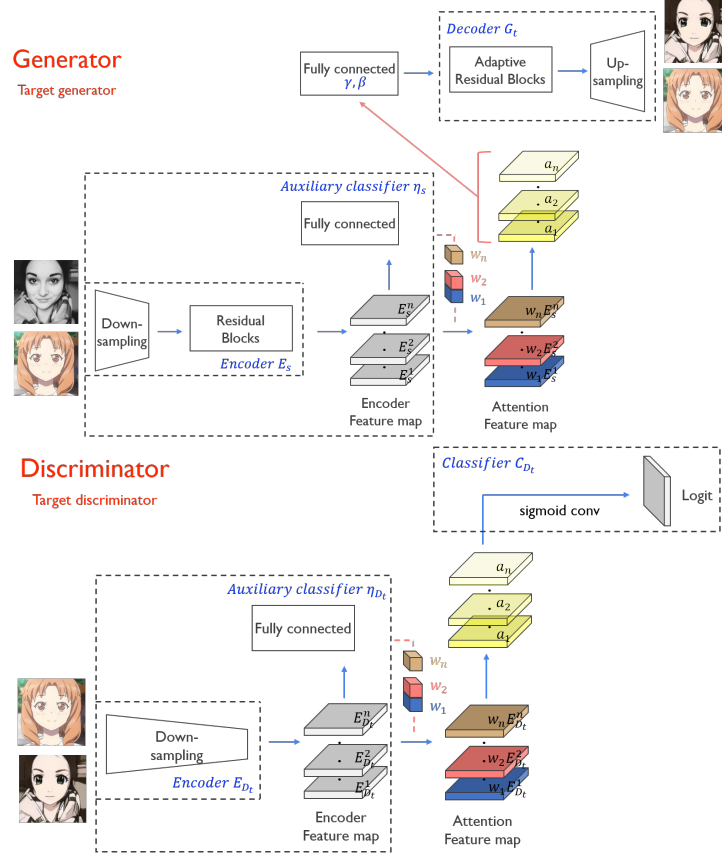 Generator
Target generator
Decoder G_t
Fully connected
γ, β
Adaptive
Residual Blocks
Up-
sampling
a_n
a_2
a_1
Auxiliary classifier η_s
Fully connected
w_n
w_2
w_1
Down-
sampling
Residual
Blocks
Encoder E_s
E_s^n
E_s^2
E_s^1
w_n E_s^n
w_2 E_s^2
w_1 E_s^1
Encoder
Feature map
Attention
Feature map
Discriminator
Target discriminator
Classifier C_{D_t}
sigmoid conv
Logit
a_n
a_2
a_1
Auxiliary classifier η_{D_t}
Fully connected
w_n
w_2
w_1
Down-
sampling
Encoder E_{D_t}
E_{D_t}^n
E_{D_t}^2
E_{D_t}^1
w_n E_{D_t}^n
w_2 E_{D_t}^2
w_1 E_{D_t}^1
Encoder
Feature map
Attention
Feature map